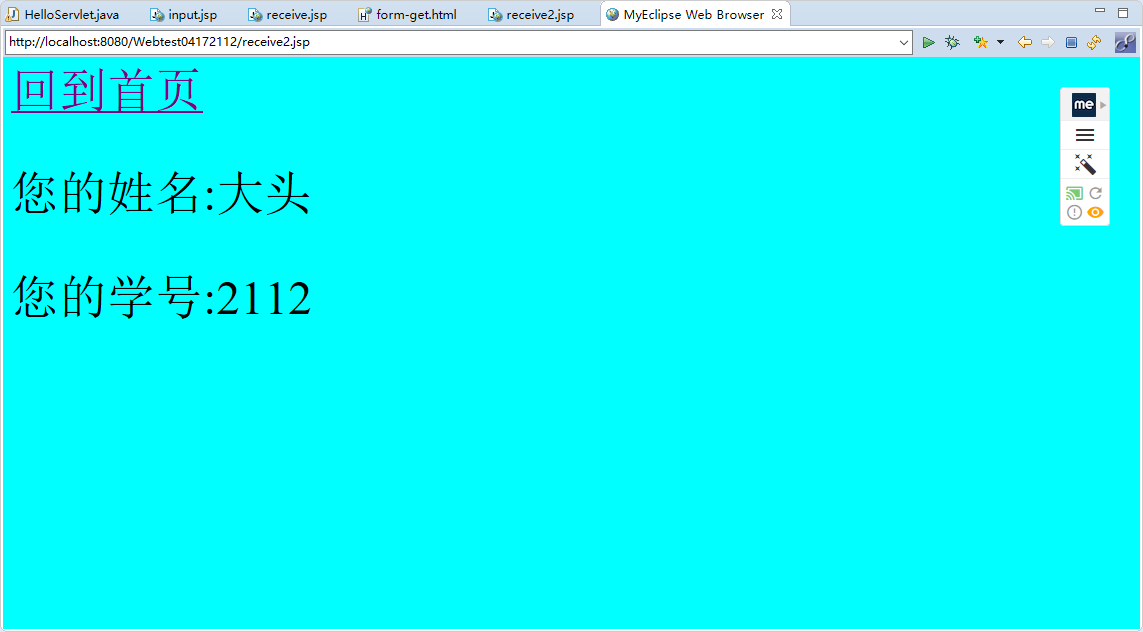 HelloServlet.java input.jsp receive.jsp form-get.html receive2.jsp MyEclipse Web Browser
http://localhost:8080/Webtest04172112/receive2.jsp
回到首页
me
您的姓名:大头
您的学号:2112